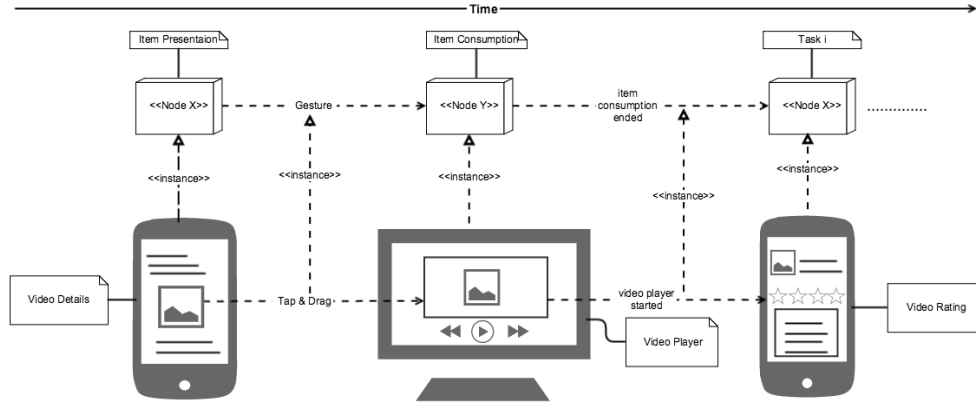 Time
Item Presentaion
Item Consumption
Task i
<<Node X>>
Gesture
<<Node Y>>
item
consumption
ended
<<Node X>>
..............
<<instance>>
<<instance>>
<<instance>>
<<instance>>
<<instance>>
Video Details
Tap & Drag
video player
started
Video Rating
Video Player